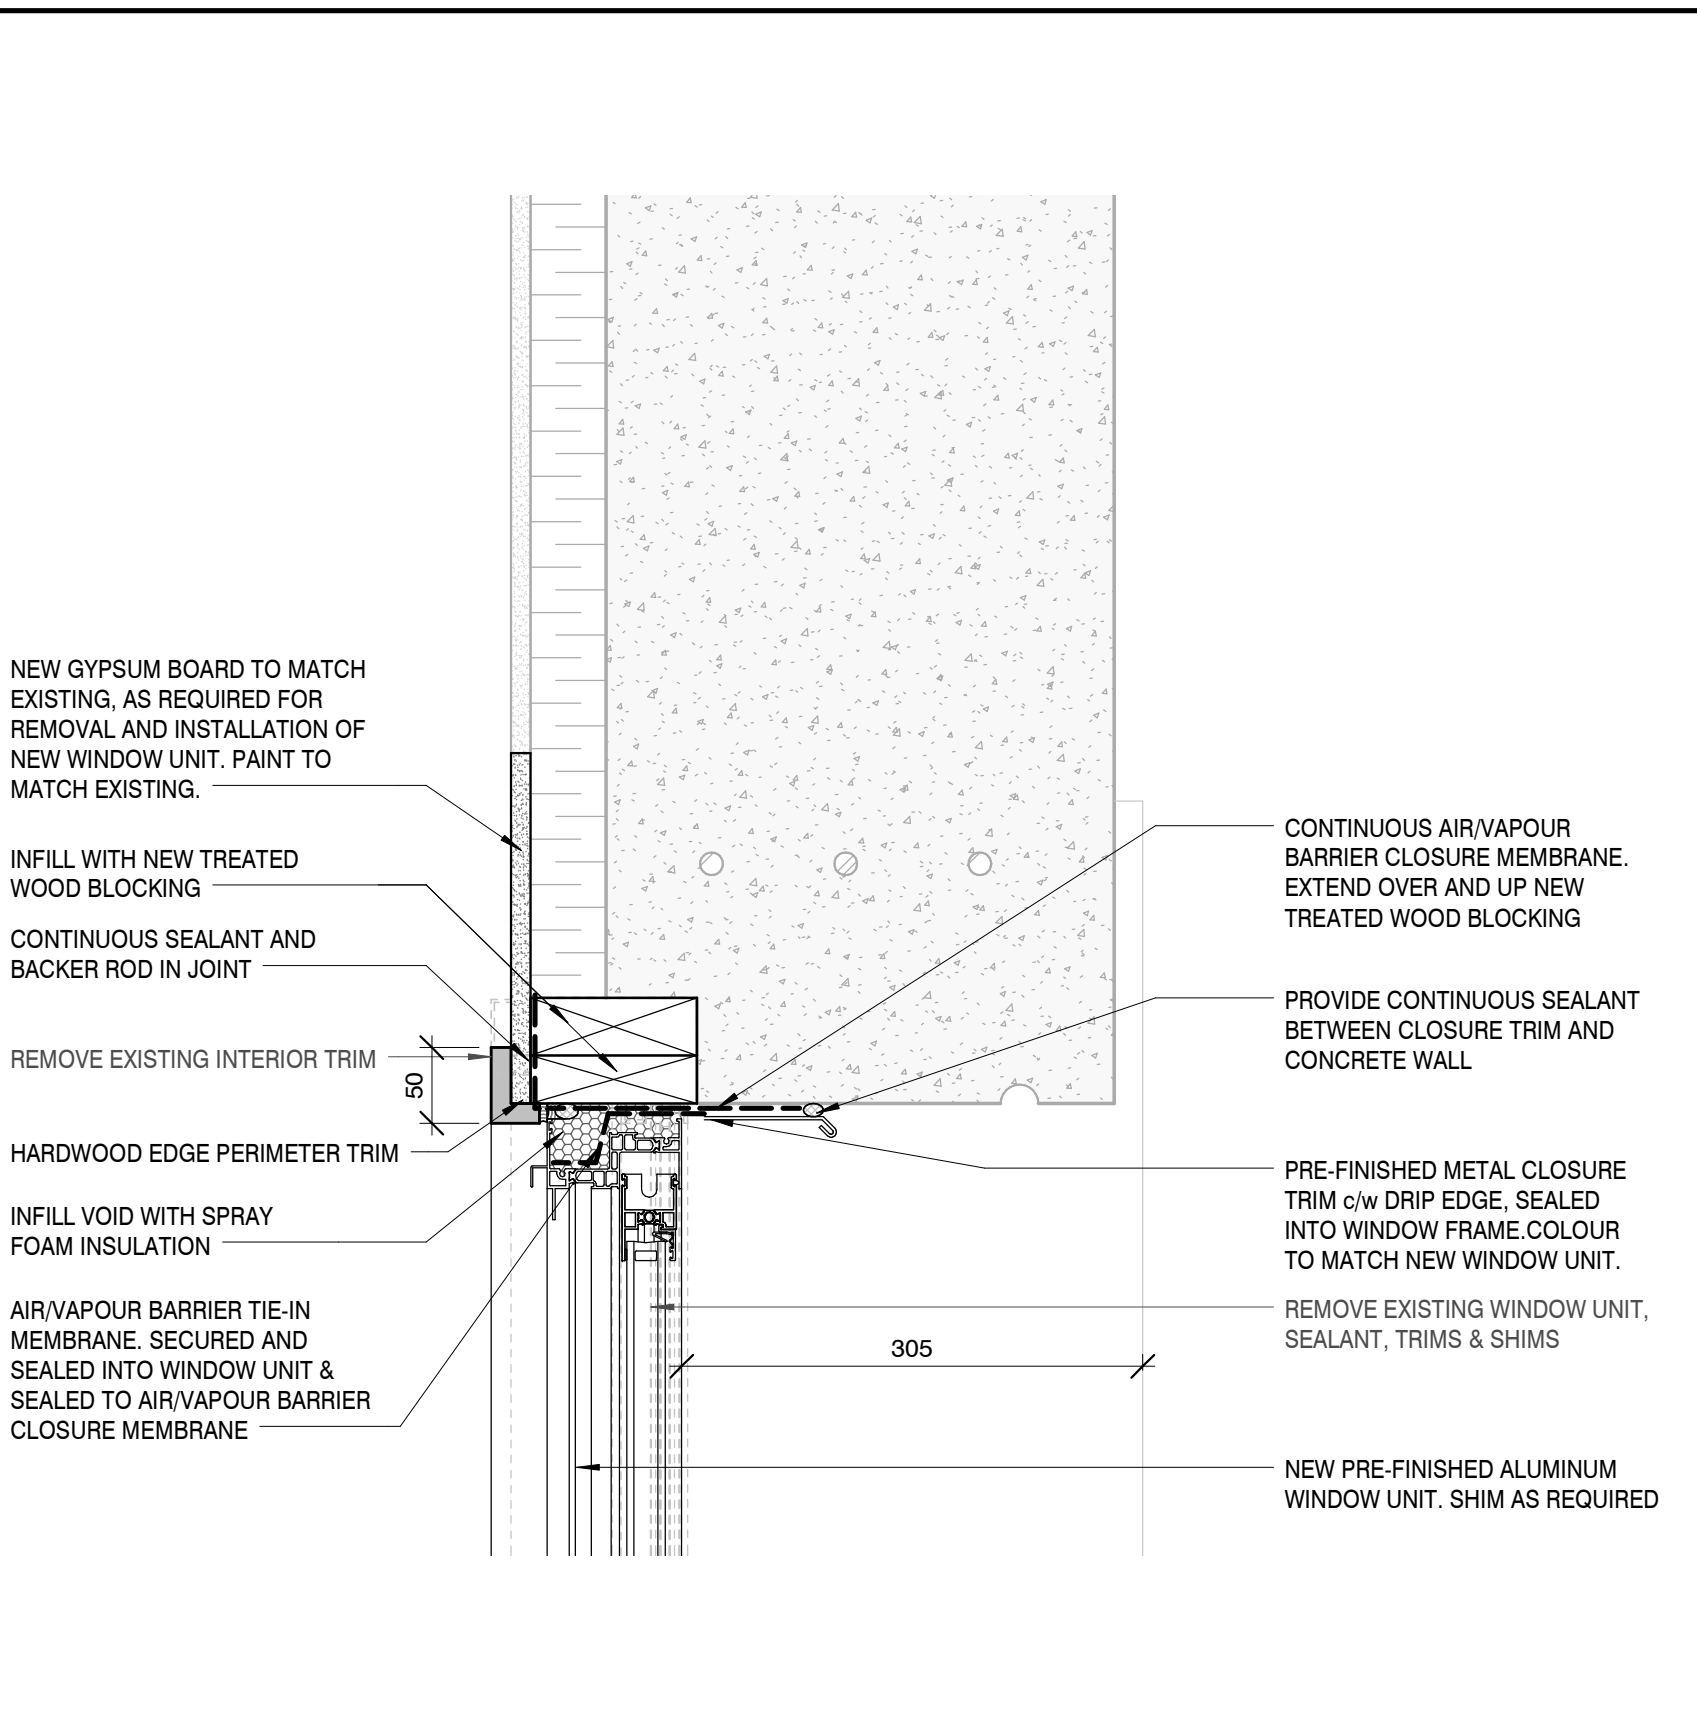 NEW GYPSUM BOARD TO MATCH
EXISTING, AS REQUIRED FOR
REMOVAL AND INSTALLATION OF
NEW WINDOW UNIT. PAINT TO
MATCH EXISTING.
INFILL WITH NEW TREATED
WOOD BLOCKING
CONTINUOUS SEALANT AND
BACKER ROD IN JOINT
REMOVE EXISTING INTERIOR TRIM
50
HARDWOOD EDGE PERIMETER TRIM
INFILL VOID WITH SPRAY
FOAM INSULATION
AIR/VAPOUR BARRIER TIE-IN
MEMBRANE. SECURED AND
SEALED INTO WINDOW UNIT &
SEALED TO AIR/VAPOUR BARRIER
CLOSURE MEMBRANE
CONTINUOUS AIR/VAPOUR
BARRIER CLOSURE MEMBRANE.
EXTEND OVER AND UP NEW
TREATED WOOD BLOCKING
PROVIDE CONTINUOUS SEALANT
BETWEEN CLOSURE TRIM AND
CONCRETE WALL
PRE-FINISHED METAL CLOSURE
TRIM c/w DRIP EDGE, SEALED
INTO WINDOW FRAME.COLOUR
TO MATCH NEW WINDOW UNIT.
REMOVE EXISTING WINDOW UNIT,
SEALANT, TRIMS & SHIMS
305
NEW PRE-FINISHED ALUMINUM
WINDOW UNIT. SHIM AS REQUIRED